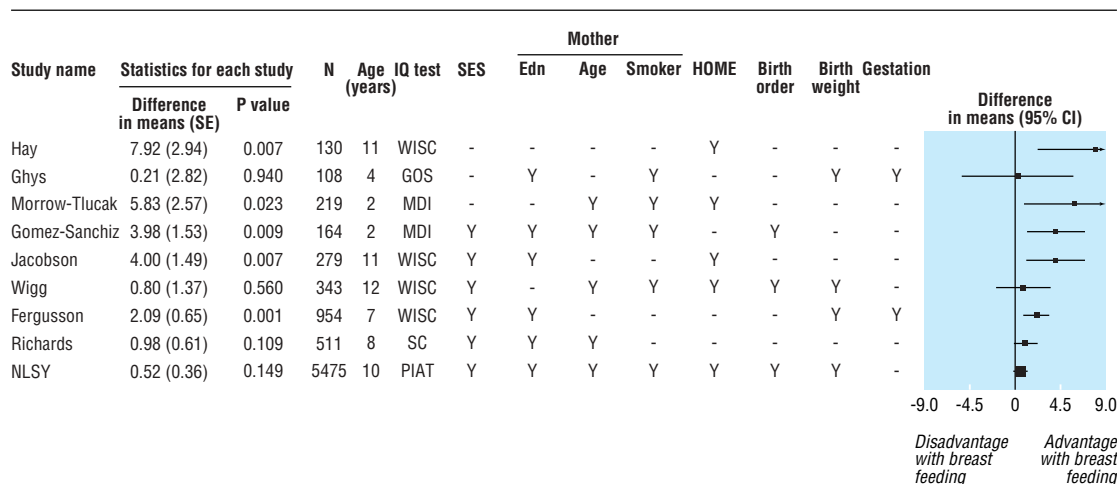 Mother
Study name Statistics for each study N Age (years) IQ test SES Edn Age Smoker HOME Birth order Birth weight Gestation
Difference in means (SE) P value Difference in means (95% CI)
Hay 7.92 (2.94) 0.007 130 11 WISC - - - - Y - - -
Ghys 0.21 (2.82) 0.940 108 4 GOS - Y - Y - - Y Y
Morrow-Tlucak 5.83 (2.57) 0.023 219 2 MDI - - Y Y Y - - -
Gomez-Sanchiz 3.98 (1.53) 0.009 164 2 MDI Y Y Y Y - Y - -
Jacobson 4.00 (1.49) 0.007 279 11 WISC Y Y - - Y - - -
Wigg 0.80 (1.37) 0.560 343 12 WISC Y - Y Y Y Y Y -
Fergusson 2.09 (0.65) 0.001 954 7 WISC Y Y - - - - Y Y
Richards 0.98 (0.61) 0.109 511 8 SC Y Y Y - - - - -
NLSY 0.52 (0.36) 0.149 5475 10 PIAT Y Y Y Y Y Y Y -
-9.0 -4.5 0 4.5 9.0
Disadvantage Advantage
with breast with breast
feeding feeding